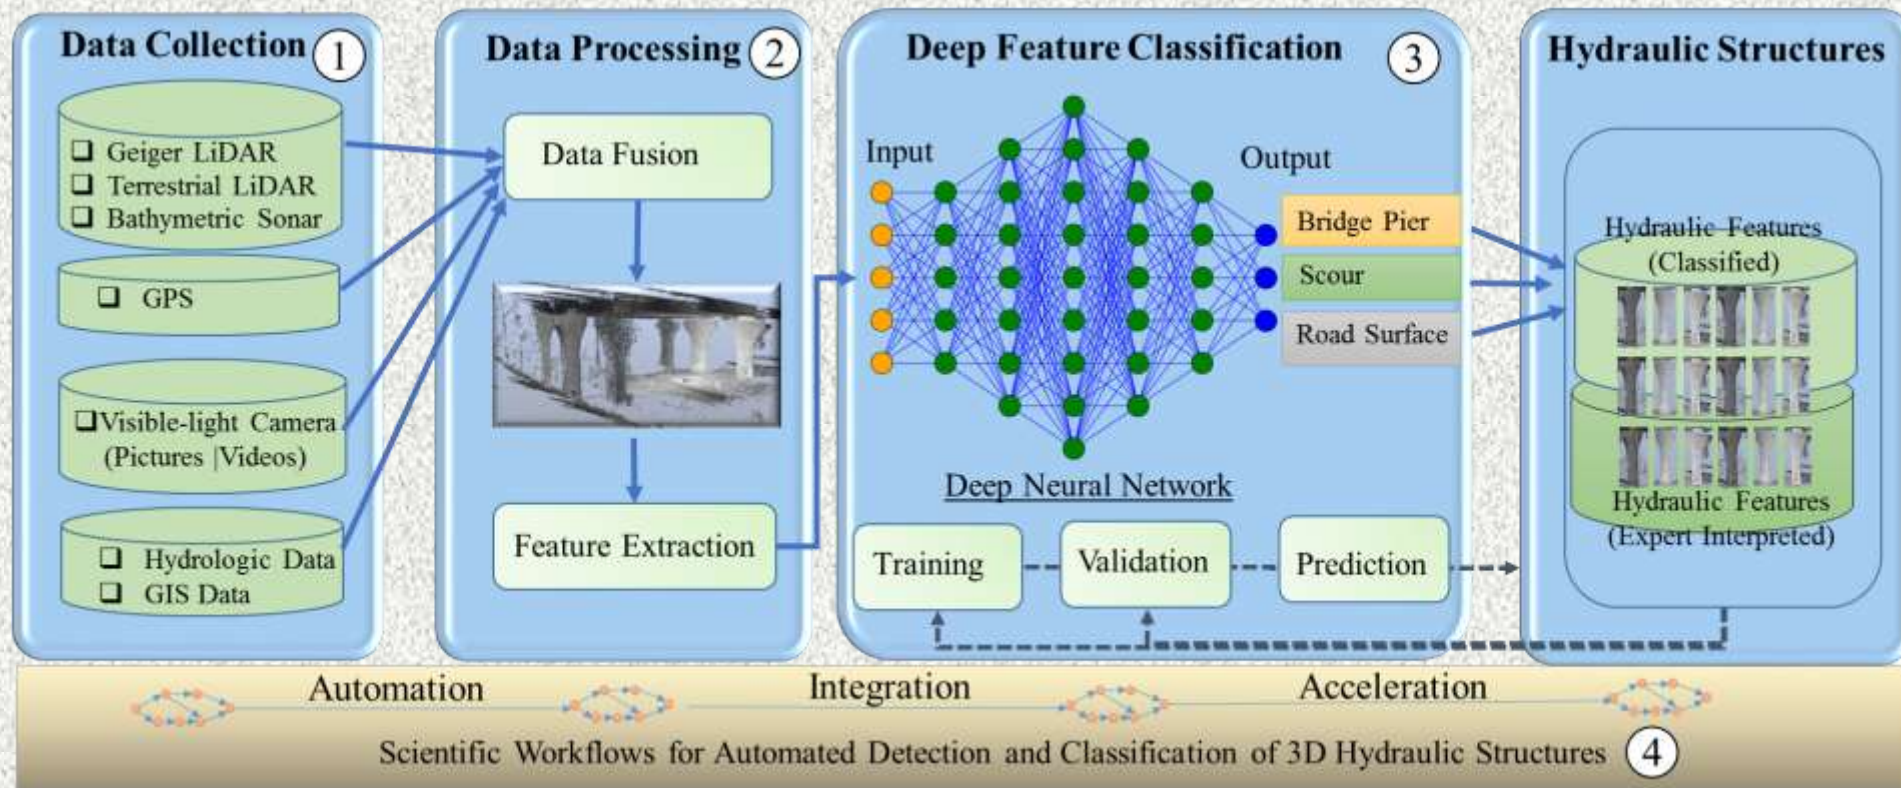 Data Collection
1
❑ Geiger LiDAR
❑ Terrestrial LiDAR
❑ Bathymetric Sonar
❑ GPS
❑Visible-light Camera
(Pictures |Videos)
❑ Hydrologic Data
❑ GIS Data
Data Processing
2
Data Fusion
Feature Extraction
Deep Feature Classification
3
Input
Output
Bridge Pier
Scour
Road Surface
Deep Neural Network
Training
Validation
Prediction
Hydraulic Structures
Hydraulic Features
(Classified)
Hydraulic Features
(Expert Interpreted)
Automation
Integration
Acceleration
Scientific Workflows for Automated Detection and Classification of 3D Hydraulic Structures
4